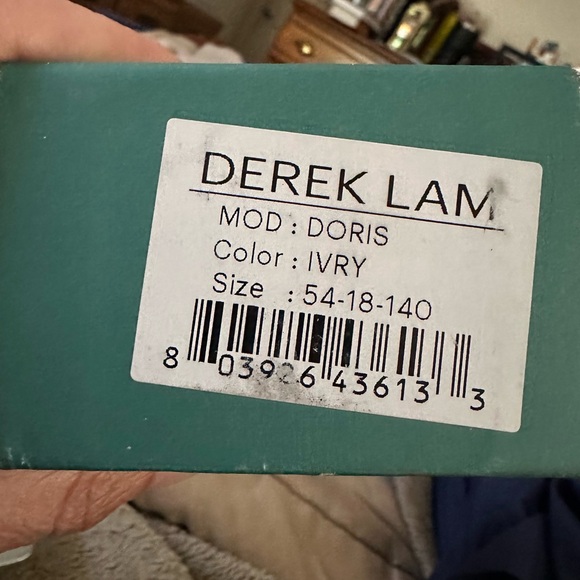 DEREK LAM
MOD : DORIS
Color : IVRY
Size : 54-18-140
8 03926 43613 3